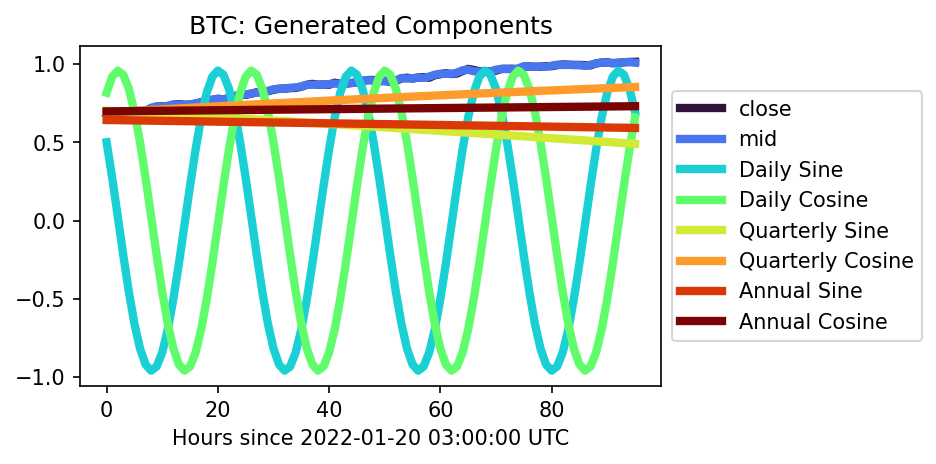 BTC: Generated Components
1.0
0.5
0.0
−0.5
−1.0
0 20 40 60 80
Hours since 2022-01-20 03:00:00 UTC
close
mid
Daily Sine
Daily Cosine
Quarterly Sine
Quarterly Cosine
Annual Sine
Annual Cosine